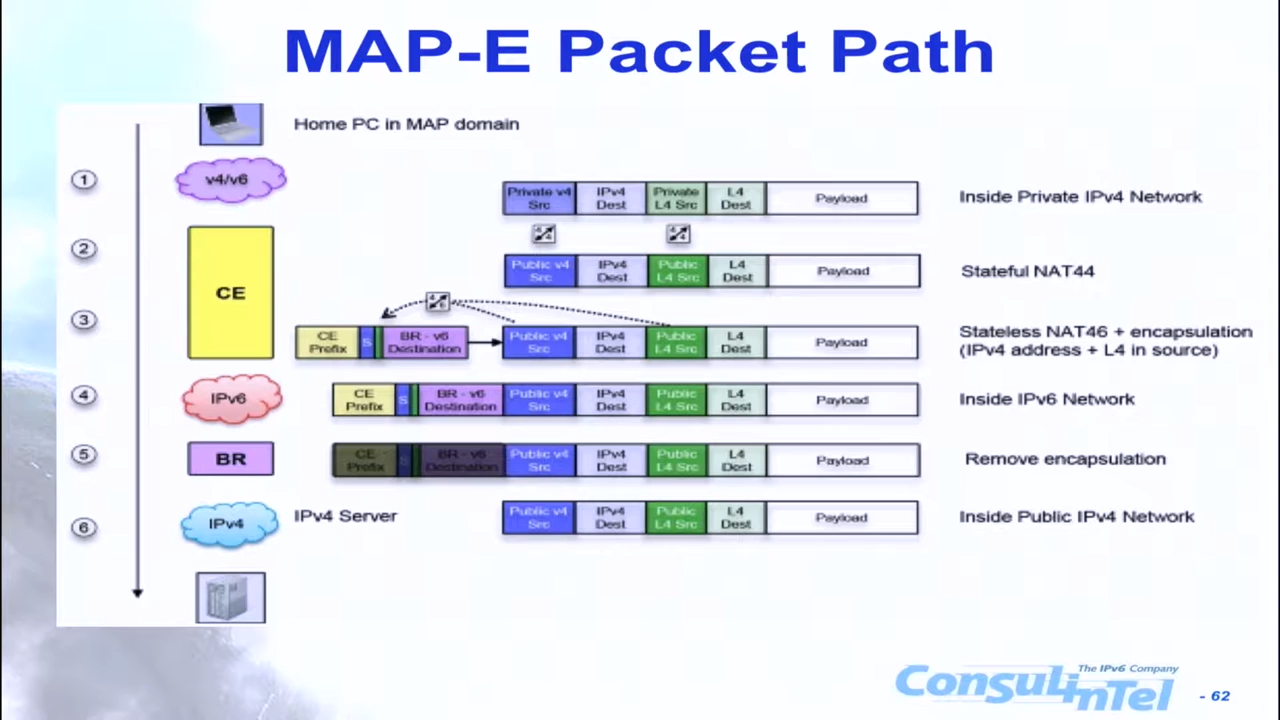 MAP-E Packet Path
Home PC in MAP domain
1
v4/v6
Private v4
Src
IPv4
Dest
Private
L4 Src
L4
Dest
Payload
Inside Private IPv4 Network
2
CE
Public v4
Src
IPv4
Dest
Public
L4 Src
L4
Dest
Payload
Stateful NAT44
3
CE
Prefix
S
BR - v6
Destination
Public v4
Src
IPv4
Dest
Public
L4 Src
L4
Dest
Payload
Stateless NAT46 + encapsulation
(IPv4 address + L4 in source)
4
IPv6
CE
Prefix
S
BR - v6
Destination
Public v4
Src
IPv4
Dest
Public
L4 Src
L4
Dest
Payload
Inside IPv6 Network
5
BR
CE
Prefix
S
BR - v6
Destination
Public v4
Src
IPv4
Dest
Public
L4 Src
L4
Dest
Payload
Remove encapsulation
6
IPv4
IPv4 Server
Public v4
Src
IPv4
Dest
Public
L4 Src
L4
Dest
Payload
Inside Public IPv4 Network
The IPv6 Company
Consulintel
- 62